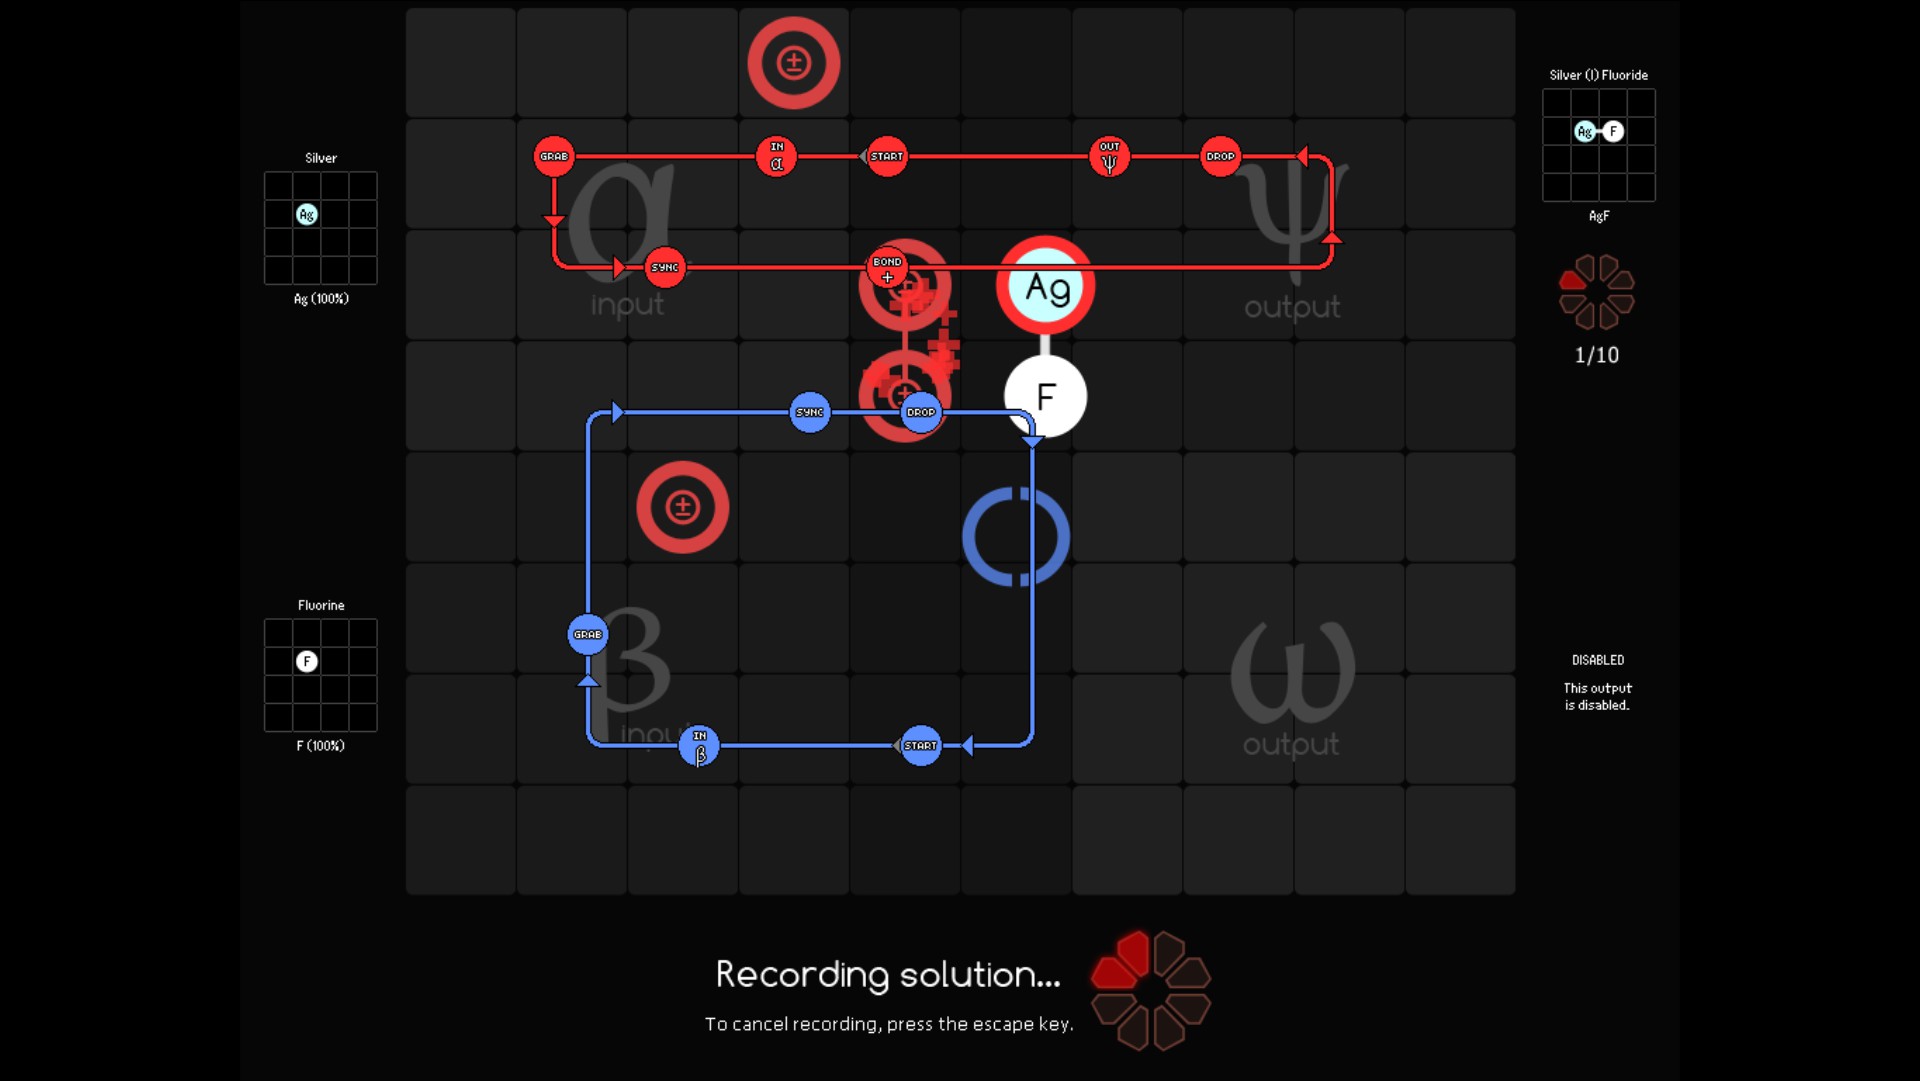 Silver (I) Fluoride
Ag F
AgF
1/10
Silver
Ag
Ag (100%)
GRAB
IN
α
START
OUT
ψ
DROP
α
input
ψ
output
SYNC
BOND
+
±
Ag
F
SYNC
DROP
±
Fluorine
F
F (100%)
GRAB
β
input
IN
β
START
ω
output
DISABLED
This output
is disabled.
Recording solution...
To cancel recording, press the escape key.